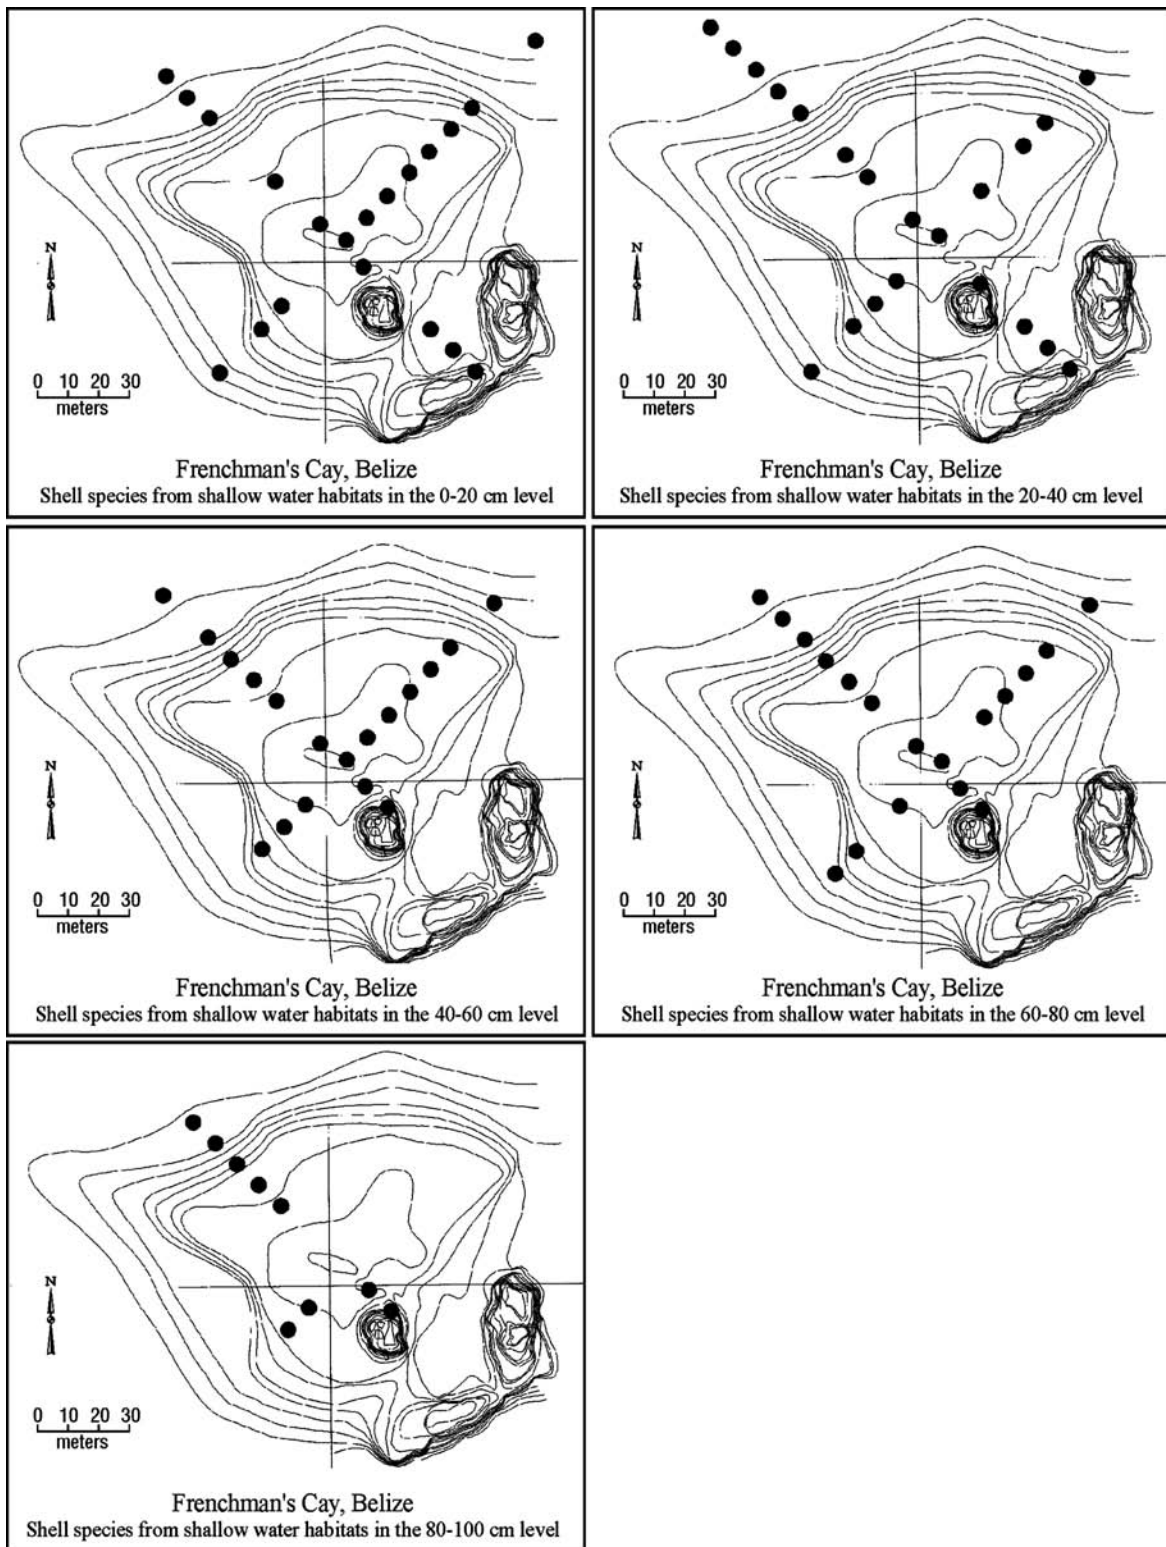 N
0 10 20 30
meters
Frenchman's Cay, Belize
Shell species from shallow water habitats in the 0-20 cm level
N
0 10 20 30
meters
Frenchman's Cay, Belize
Shell species from shallow water habitats in the 20-40 cm level
N
0 10 20 30
meters
Frenchman's Cay, Belize
Shell species from shallow water habitats in the 40-60 cm level
N
0 10 20 30
meters
Frenchman's Cay, Belize
Shell species from shallow water habitats in the 60-80 cm level
N
0 10 20 30
meters
Frenchman's Cay, Belize
Shell species from shallow water habitats in the 80-100 cm level